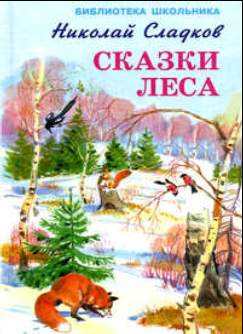 БИБЛИОТЕКА ШКОЛЬНИКА
Николай Сладков
СКАЗКИ
ЛЕСА